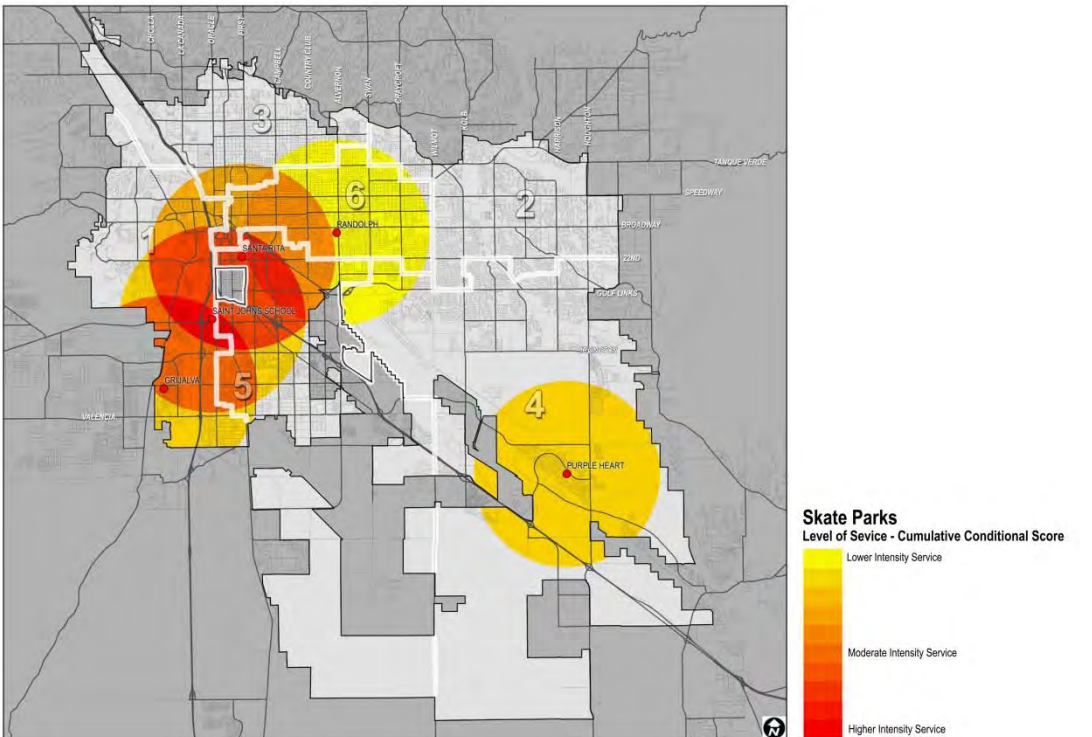 CHOLLA
LA CANADA
ORACLE
FIRST
CAMPBELL
COUNTRY CLUB
ALVERNON
SWAN
CRAYCROFT
WILMOT
KOLB
HARRISON
HOUGHTON
3
TANQUE VERDE
6
2
SPEEDWAY
RANDOLPH
BROADWAY
1
SANTA RITA
22ND
GOLF LINKS
SAINT JOHNS SCHOOL
GRIJALVA
5
4
VALENCIA
PURPLE HEART
N
Skate Parks
Level of Sevice - Cumulative Conditional Score
Lower Intensity Service
Moderate Intensity Service
Higher Intensity Service